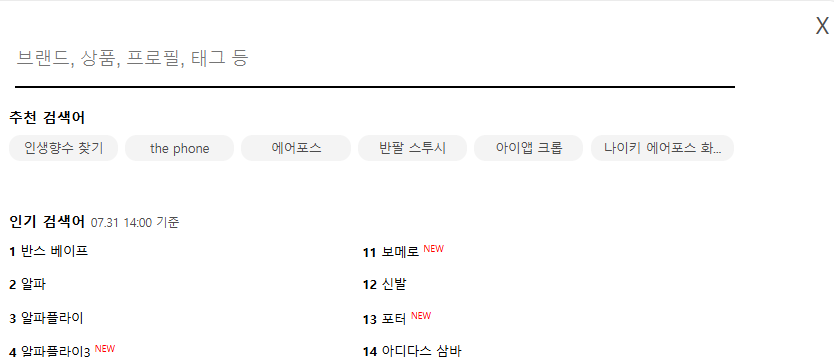 X
브랜드, 상품, 프로필, 태그 등
추천 검색어
인생향수 찾기 the phone 에어포스 반팔 스투시 아이앱 크롭 나이키 에어포스 화...
인기 검색어 07.31 14:00 기준
1 반스 베이프
2 알파
3 알파플라이
4 알파플라이3 NEW
11 보메로 NEW
12 신발
13 포터 NEW
14 아디다스 삼바